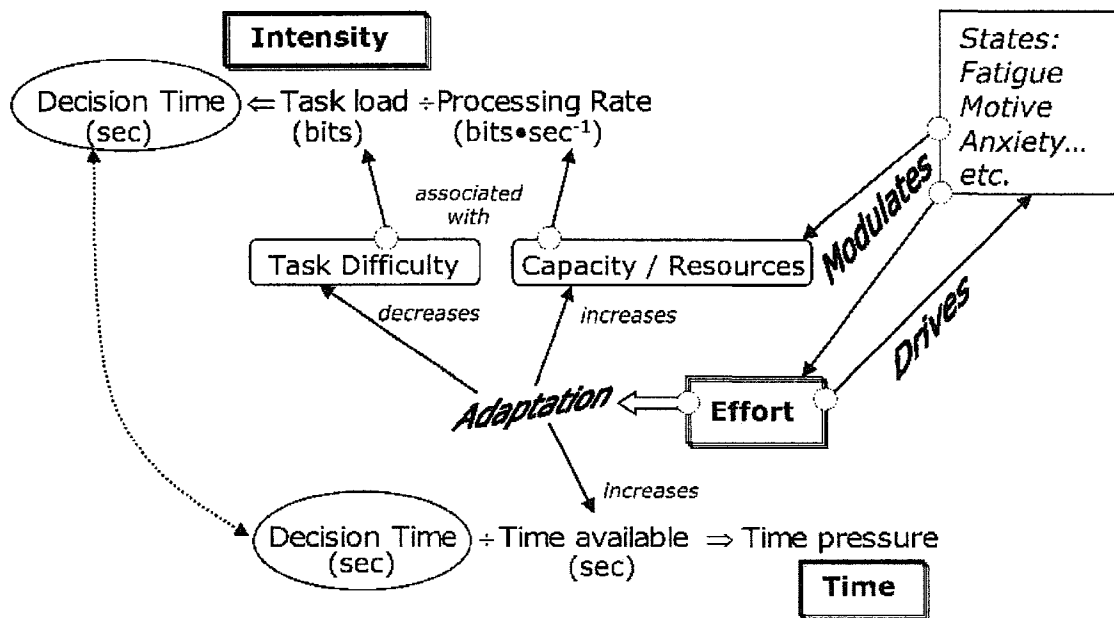 Intensity
States:
Fatigue
Motive
Anxiety...
etc.
Decision Time
(sec)
⇐ Task load ÷ Processing Rate
(bits) (bits•sec⁻¹)
associated
with
Modulates
Task Difficulty
Capacity / Resources
decreases
increases
Drives
Adaptation
Effort
increases
Decision Time
(sec)
÷ Time available ⇒ Time pressure
(sec)
Time